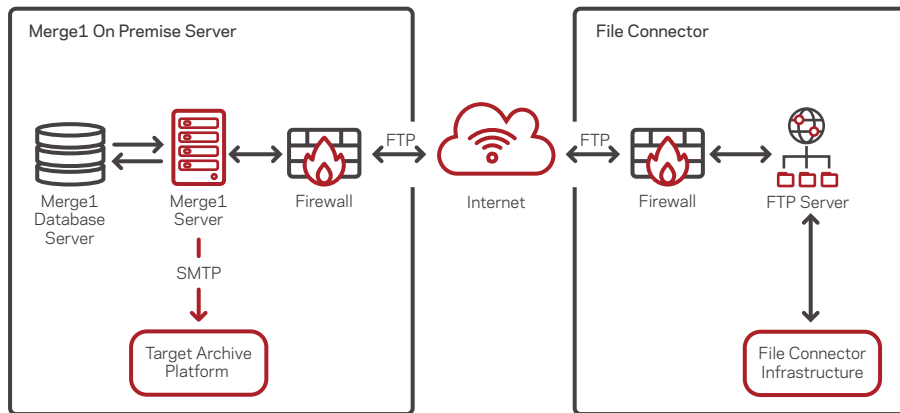 Merge1 On Premise Server
File Connector
FTP
FTP
Merge1
Database
Server
Merge1
Server
Firewall
Internet
Firewall
FTP Server
SMTP
Target Archive
Platform
File Connector
Infrastructure